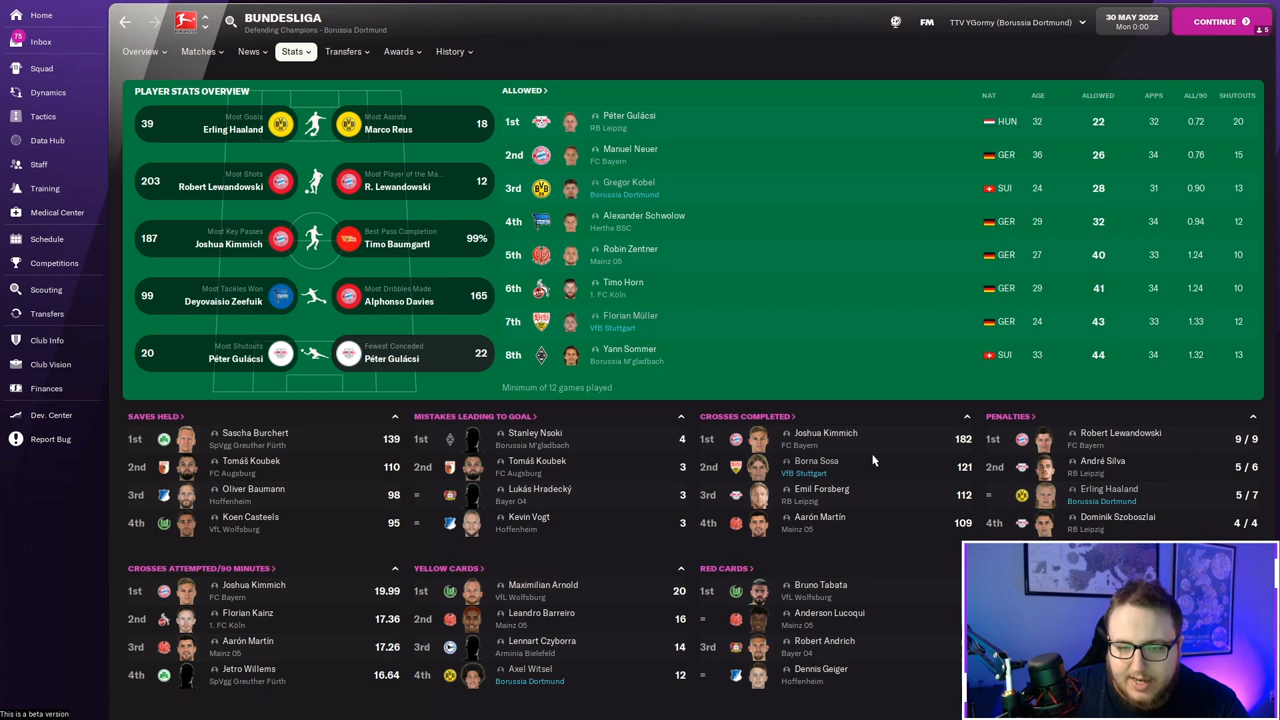 BUNDESLIGA
Defending Champions - Borussia Dortmund
FM
TTV YGormy (Borussia Dortmund)
30 MAY 2022
Mon 0:00
CONTINUE
5
Home
75
Inbox
Squad
Dynamics
Tactics
Data Hub
Staff
Training
Medical Center
Schedule
Competitions
Scouting
Transfers
Club Info
Club Vision
Finances
Dev. Center
Report Bug
This is a beta version
Overview
Matches
News
Stats
Transfers
Awards
History
PLAYER STATS OVERVIEW
39 Most Goals Erling Haaland
Most Assists Marco Reus 18
203 Most Shots Robert Lewandowski
Most Player of the Ma... R. Lewandowski 12
187 Most Key Passes Joshua Kimmich
Best Pass Completion Timo Baumgartl 99%
99 Most Tackles Won Deyovaisio Zeefuik
Most Dribbles Made Alphonso Davies 165
20 Most Shutouts Péter Gulácsi
Fewest Conceded Péter Gulácsi 22
ALLOWED
NAT AGE ALLOWED APPS ALL/90 SHUTOUTS
1st Péter Gulácsi RB Leipzig HUN 32 22 32 0.72 20
2nd Manuel Neuer FC Bayern GER 36 26 34 0.76 15
3rd Gregor Kobel Borussia Dortmund SUI 24 28 31 0.90 13
4th Alexander Schwolow Hertha BSC GER 29 32 34 0.94 12
5th Robin Zentner Mainz 05 GER 27 40 33 1.24 10
6th Timo Horn 1. FC Köln GER 29 41 34 1.24 10
7th Florian Müller VfB Stuttgart GER 24 43 33 1.33 12
8th Yann Sommer Borussia M'gladbach SUI 33 44 34 1.32 13
Minimum of 12 games played
SAVES HELD
1st Sascha Burchert SpVgg Greuther Fürth 139
2nd Tomáš Koubek FC Augsburg 110
3rd Oliver Baumann Hoffenheim 98
4th Koen Casteels VfL Wolfsburg 95
MISTAKES LEADING TO GOAL
1st Stanley Nsoki Borussia M'gladbach 4
2nd Tomáš Koubek FC Augsburg 3
= Lukás Hradecký Bayer 04 3
= Kevin Vogt Hoffenheim 3
CROSSES COMPLETED
1st Joshua Kimmich FC Bayern 182
2nd Borna Sosa VfB Stuttgart 121
3rd Emil Forsberg RB Leipzig 112
4th Aarón Martín Mainz 05 109
PENALTIES
1st Robert Lewandowski FC Bayern 9 / 9
2nd André Silva RB Leipzig 5 / 6
= Erling Haaland Borussia Dortmund 5 / 7
4th Dominik Szoboszlai RB Leipzig 4 / 4
CROSSES ATTEMPTED/90 MINUTES
1st Joshua Kimmich FC Bayern 19.99
2nd Florian Kainz 1. FC Köln 17.36
3rd Aarón Martín Mainz 05 17.26
4th Jetro Willems SpVgg Greuther Fürth 16.64
YELLOW CARDS
1st Maximilian Arnold VfL Wolfsburg 20
2nd Leandro Barreiro Mainz 05 16
3rd Lennart Czyborra Arminia Bielefeld 14
4th Axel Witsel Borussia Dortmund 12
RED CARDS
1st Bruno Tabata VfL Wolfsburg
= Anderson Lucoqui Mainz 05
3rd Robert Andrich Bayer 04
= Dennis Geiger Hoffenheim